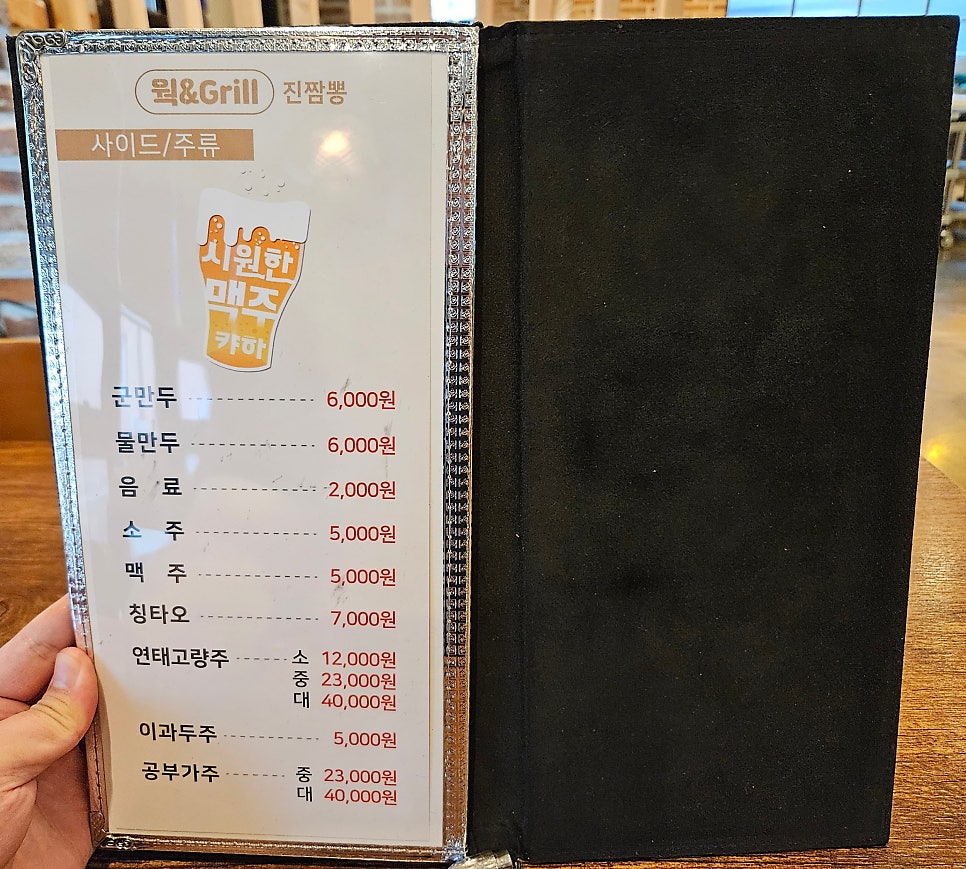 웍&Grill 진짬뽕
사이드/주류
시원한
맥주
캬하
군만두 6,000원
물만두 6,000원
음 료 2,000원
소 주 5,000원
맥 주 5,000원
칭타오 7,000원
연태고량주 소 12,000원
중 23,000원
대 40,000원
이과두주 5,000원
공부가주 중 23,000원
대 40,000원